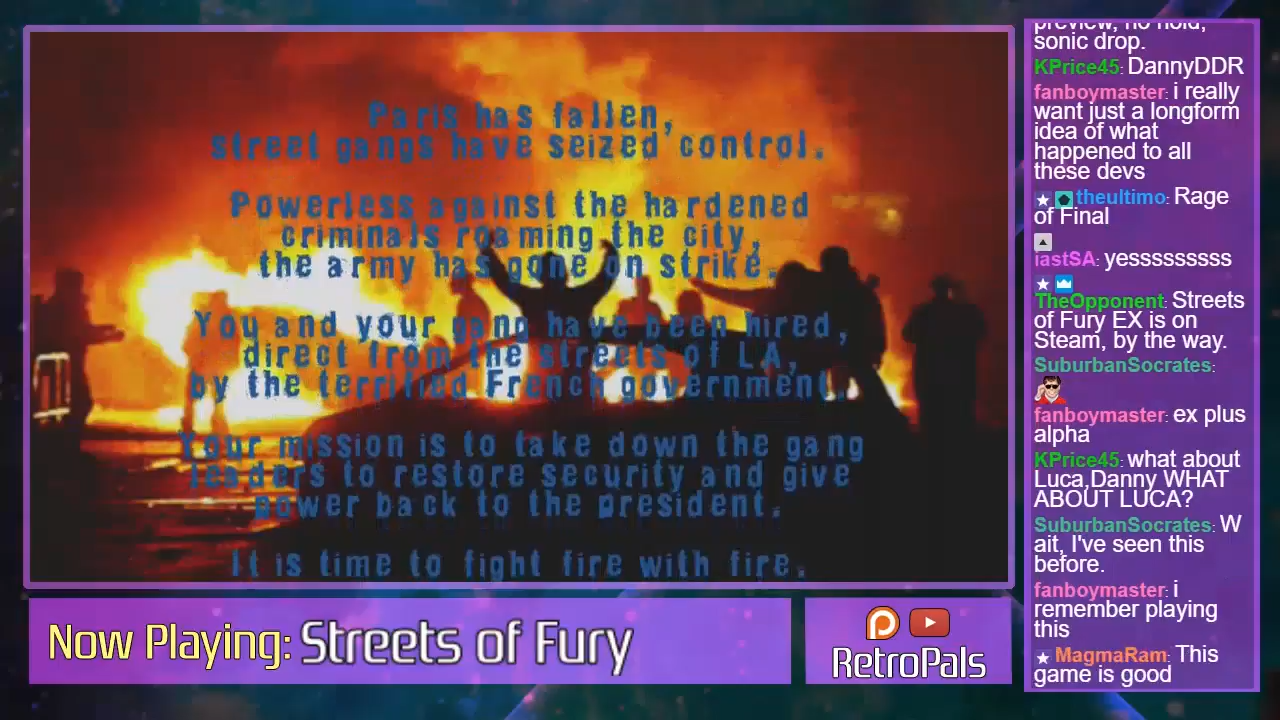 Paris has fallen,
street gangs have seized control.
Powerless against the hardened
criminals roaming the city,
the army has gone on strike.
You and your gang have been hired,
direct from the streets of LA,
by the terrified French government.
Your mission is to take down the gang
leaders to restore security and give
power back to the president.
It is time to fight fire with fire.
Now Playing: Streets of Fury
RetroPals
preview, no hold,
sonic drop.
KPrice45: DannyDDR
fanboymaster: i really
want just a longform
idea of what
happened to all
these devs
theultimo: Rage
of Final
iastSA: yesssssssss
TheOpponent: Streets
of Fury EX is on
Steam, by the way.
SuburbanSocrates:
fanboymaster: ex plus
alpha
KPrice45: what about
Luca,Danny WHAT
ABOUT LUCA?
SuburbanSocrates: W
ait, I've seen this
before.
fanboymaster: i
remember playing
this
MagmaRam: This
game is good